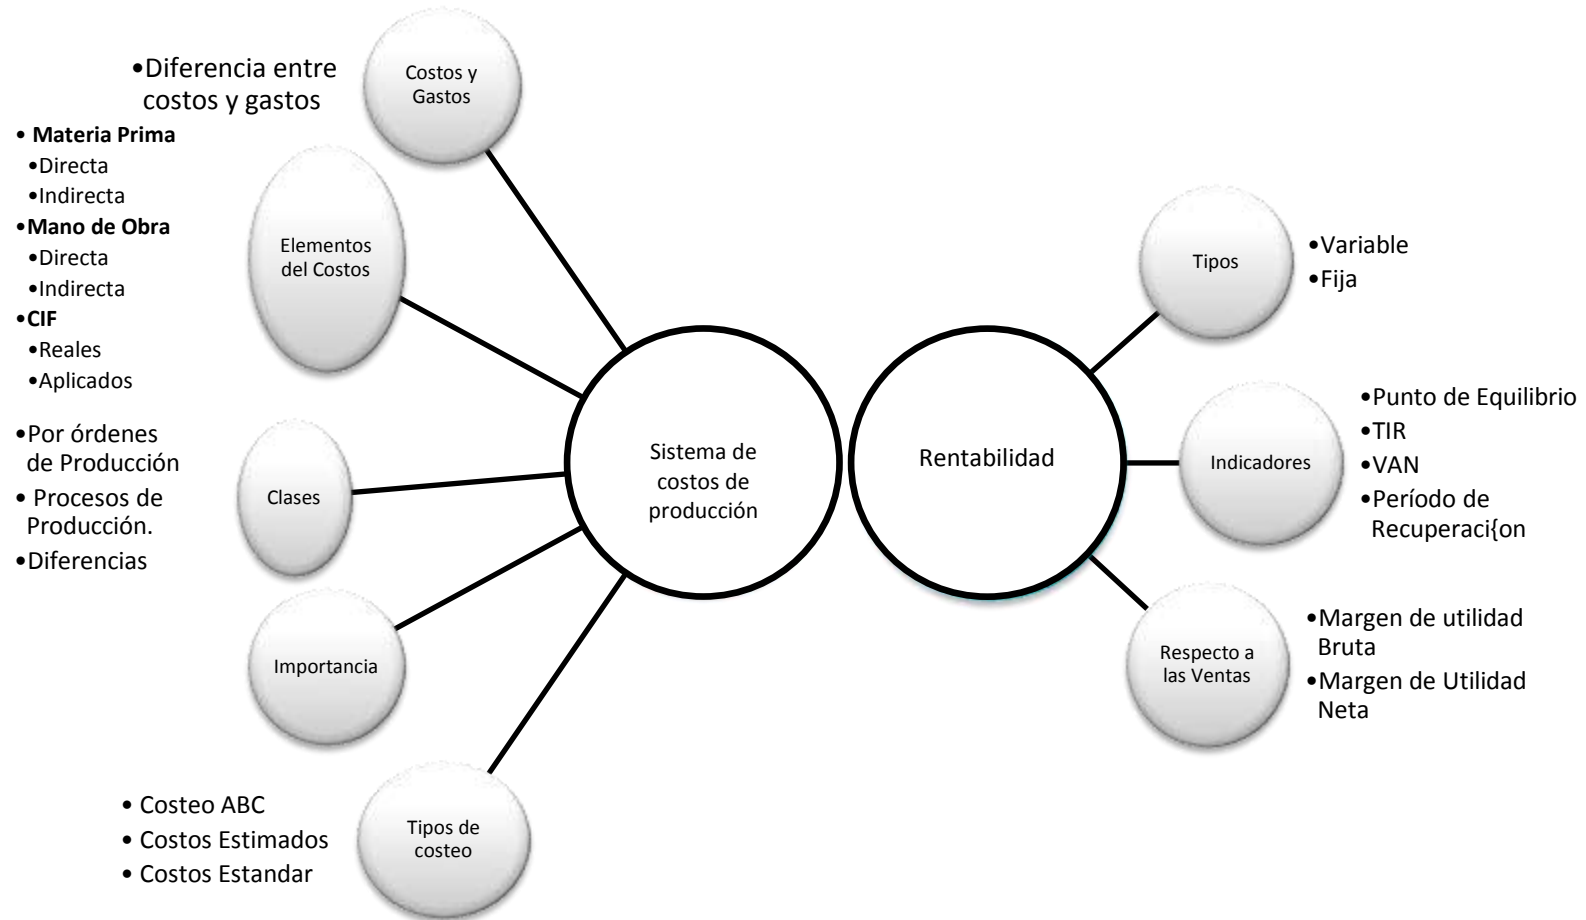 •Diferencia entre
costos y gastos
Costos y
Gastos
• Materia Prima
•Directa
•Indirecta
•Mano de Obra
•Directa
•Indirecta
•CIF
•Reales
•Aplicados
Elementos
del Costos
•Por órdenes
de Producción
• Procesos de
Producción.
•Diferencias
Clases
Importancia
• Costeo ABC
• Costos Estimados
• Costos Estandar
Tipos de
costeo
Sistema de
costos de
producción
Rentabilidad
Tipos
•Variable
•Fija
Indicadores
•Punto de Equilibrio
•TIR
•VAN
•Período de
Recuperaci{on
Respecto a
las Ventas
•Margen de utilidad
Bruta
•Margen de Utilidad
Neta